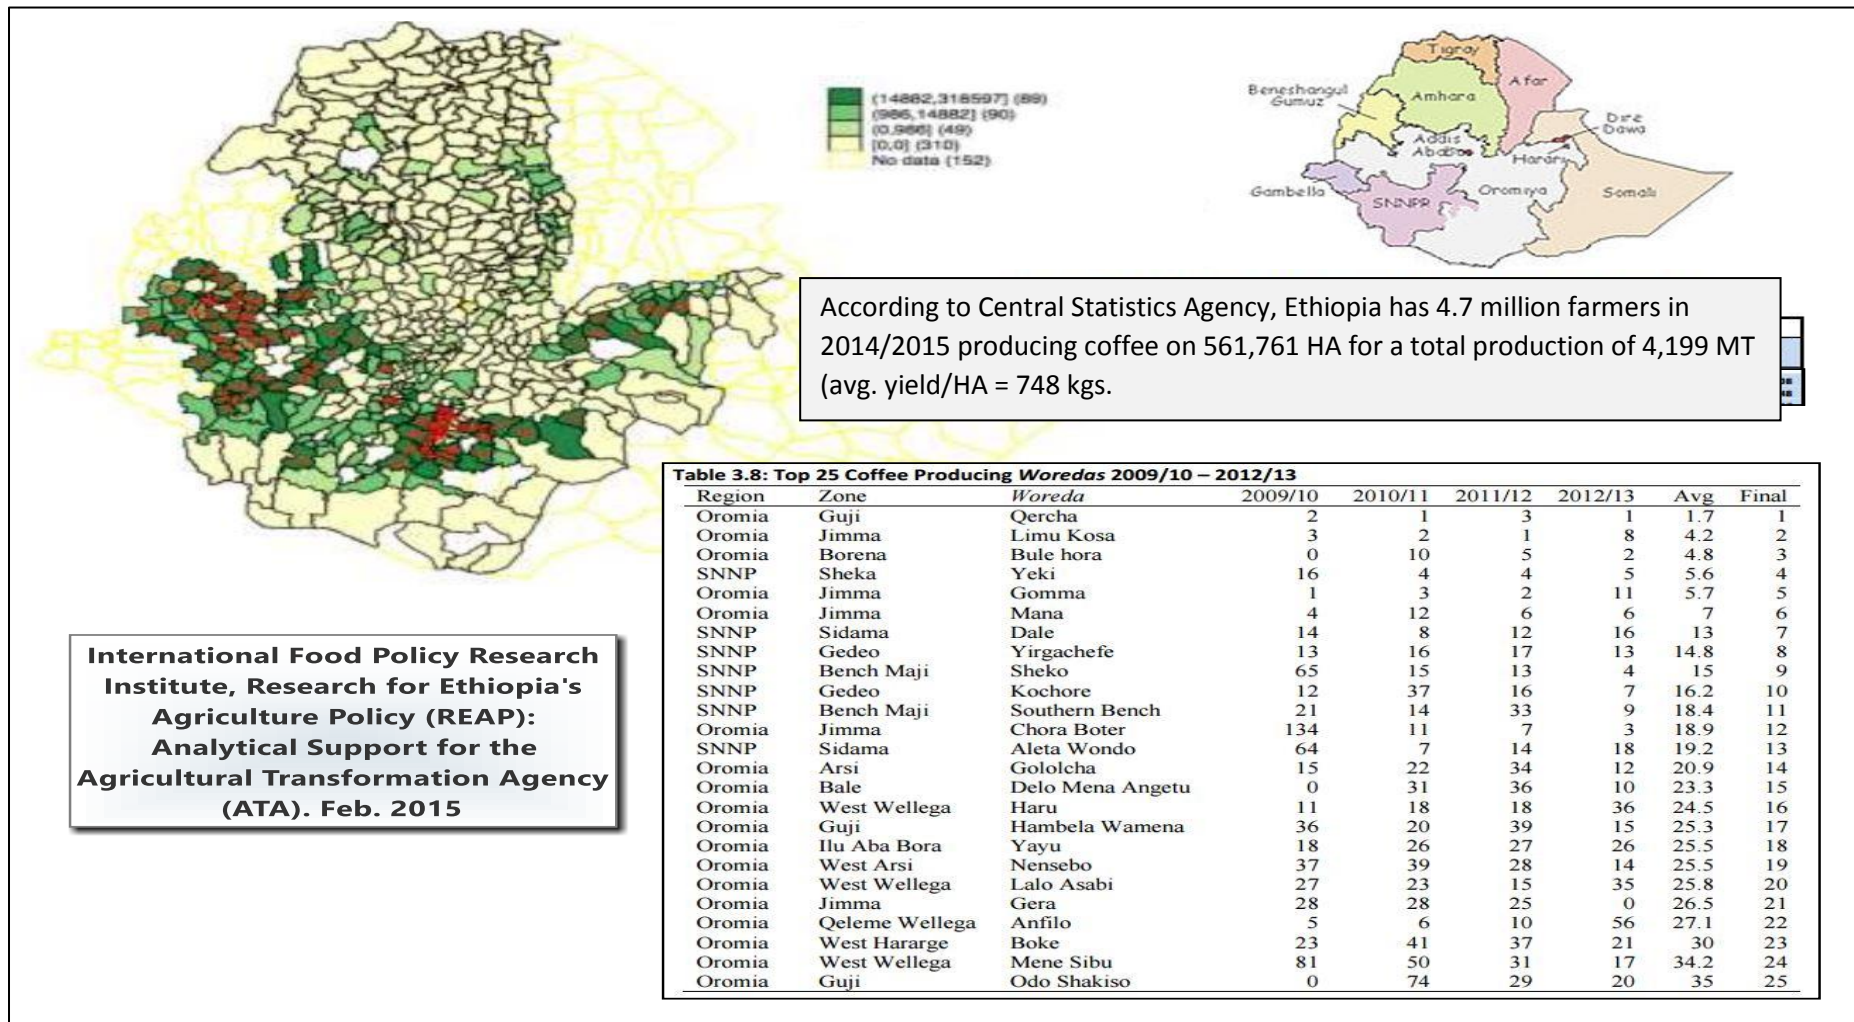 (14882,318597] (89)
(986,14882] (90)
(0,986] (49)
[0,0] (310)
No data (152)
Tigray
Afar
Beneshangul
Gumuz
Amhara
Dire
Dawa
Addis
Ababa
Harari
Gambella
SNNPR
Oromiya
Somali
According to Central Statistics Agency, Ethiopia has 4.7 million farmers in
2014/2015 producing coffee on 561,761 HA for a total production of 4,199 MT
(avg. yield/HA = 748 kgs.
Table 3.8: Top 25 Coffee Producing Woredas 2009/10 – 2012/13
Region Zone Woreda 2009/10 2010/11 2011/12 2012/13 Avg Final
Oromia Guji Qercha 2 1 3 1 1.7 1
Oromia Jimma Limu Kosa 3 2 1 8 4.2 2
Oromia Borena Bule hora 0 10 5 2 4.8 3
SNNP Sheka Yeki 16 4 4 5 5.6 4
Oromia Jimma Gomma 1 3 2 11 5.7 5
Oromia Jimma Mana 4 12 6 6 7 6
SNNP Sidama Dale 14 8 12 16 13 7
SNNP Gedeo Yirgachefe 13 16 17 13 14.8 8
SNNP Bench Maji Sheko 65 15 13 4 15 9
SNNP Gedeo Kochore 12 37 16 7 16.2 10
SNNP Bench Maji Southern Bench 21 14 33 9 18.4 11
Oromia Jimma Chora Boter 134 11 7 3 18.9 12
SNNP Sidama Aleta Wondo 64 7 14 18 19.2 13
Oromia Arsi Gololcha 15 22 34 12 20.9 14
Oromia Bale Delo Mena Angetu 0 31 36 10 23.3 15
Oromia West Wellega Haru 11 18 18 36 24.5 16
Oromia Guji Hambela Wamena 36 20 39 15 25.3 17
Oromia Ilu Aba Bora Yayu 18 26 27 26 25.5 18
Oromia West Arsi Nensebo 37 39 28 14 25.5 19
Oromia West Wellega Lalo Asabi 27 23 15 35 25.8 20
Oromia Jimma Gera 28 28 25 0 26.5 21
Oromia Qeleme Wellega Anfilo 5 6 10 56 27.1 22
Oromia West Hararge Boke 23 41 37 21 30 23
Oromia West Wellega Mene Sibu 81 50 31 17 34.2 24
Oromia Guji Odo Shakiso 0 74 29 20 35 25
International Food Policy Research
Institute, Research for Ethiopia's
Agriculture Policy (REAP):
Analytical Support for the
Agricultural Transformation Agency
(ATA). Feb. 2015